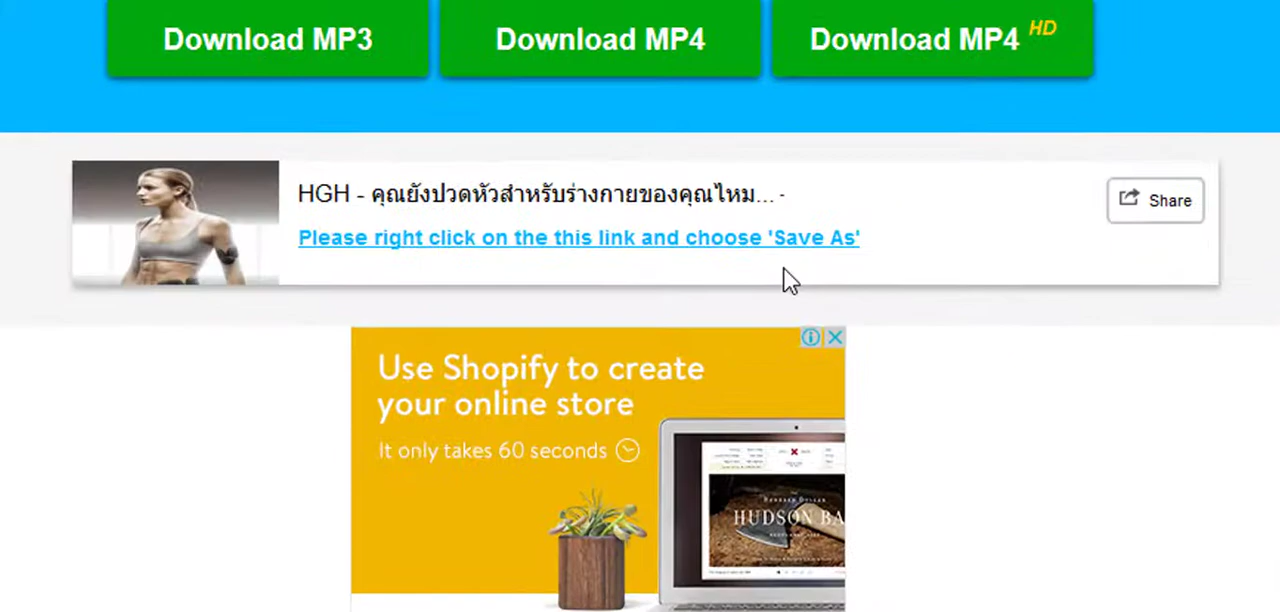 Download MP3
Download MP4
Download MP4 HD
HGH - คุณยังปวดหัวสำหรับร่างกายของคุณไหม... -
Share
Please right click on the this link and choose 'Save As'
Use Shopify to create
your online store
It only takes 60 seconds
HUDSON BA